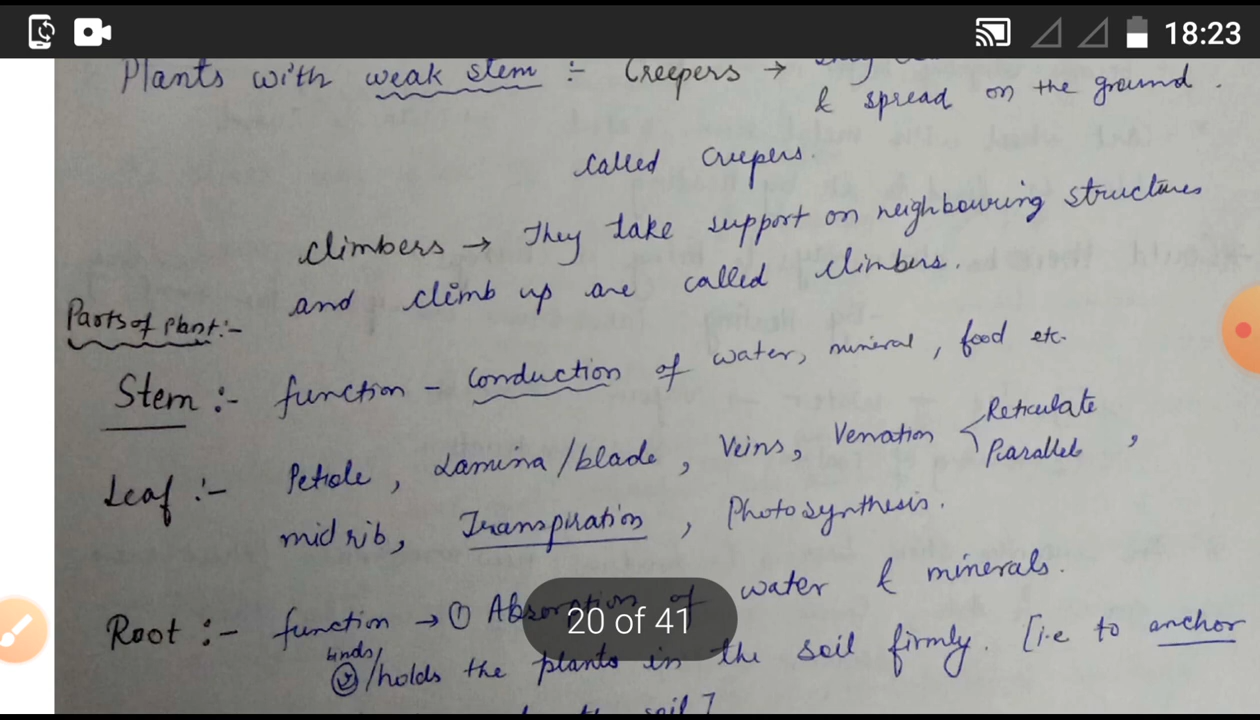 18:23
Plants with weak stem :- Creepers → They
& spread on the ground.
called Creepers.
Climbers → They take support on neighbouring structures
and climb up are called climbers.
Parts of plant:-
Stem :- function - conduction of water, mineral, food etc.
Leaf :- Petiole, Lamina/blade, Veins, Venation Reticulate
Parallel ,
mid rib, Transpiration, Photosynthesis.
Root :- function → ① Absorption of water & minerals.
20 of 41
binds/
② /holds the plants in the soil firmly. [i.e to anchor
soil]